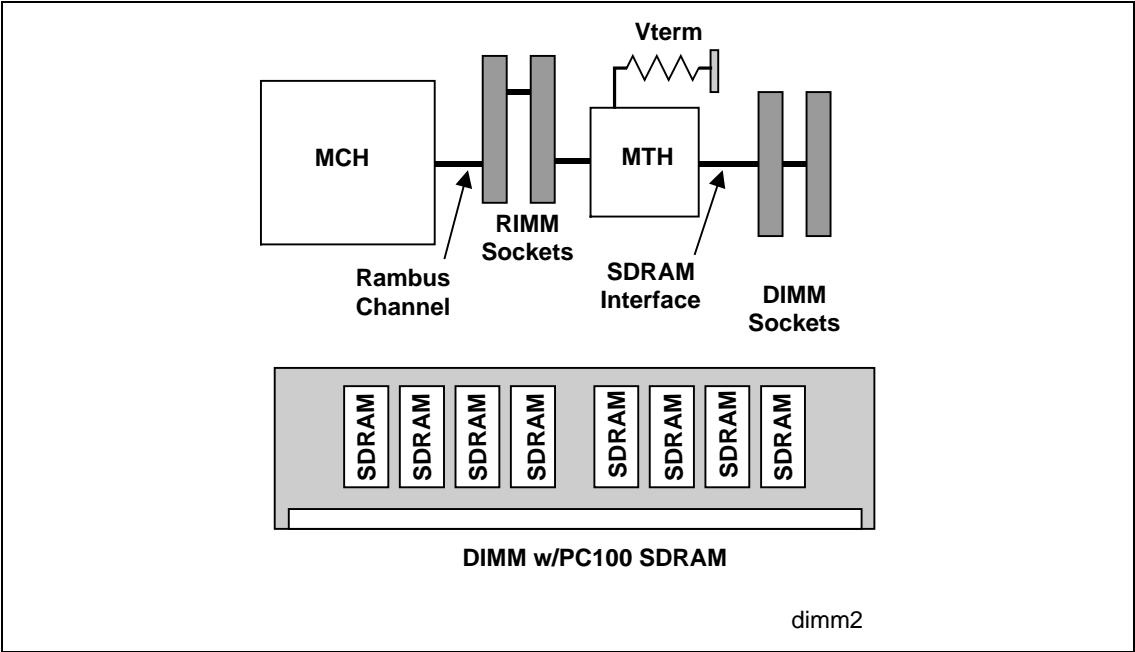 Vterm
MCH
MTH
RIMM
Sockets
Rambus
Channel
SDRAM
Interface
DIMM
Sockets
SDRAM
SDRAM
SDRAM
SDRAM
SDRAM
SDRAM
SDRAM
SDRAM
DIMM w/PC100 SDRAM
dimm2